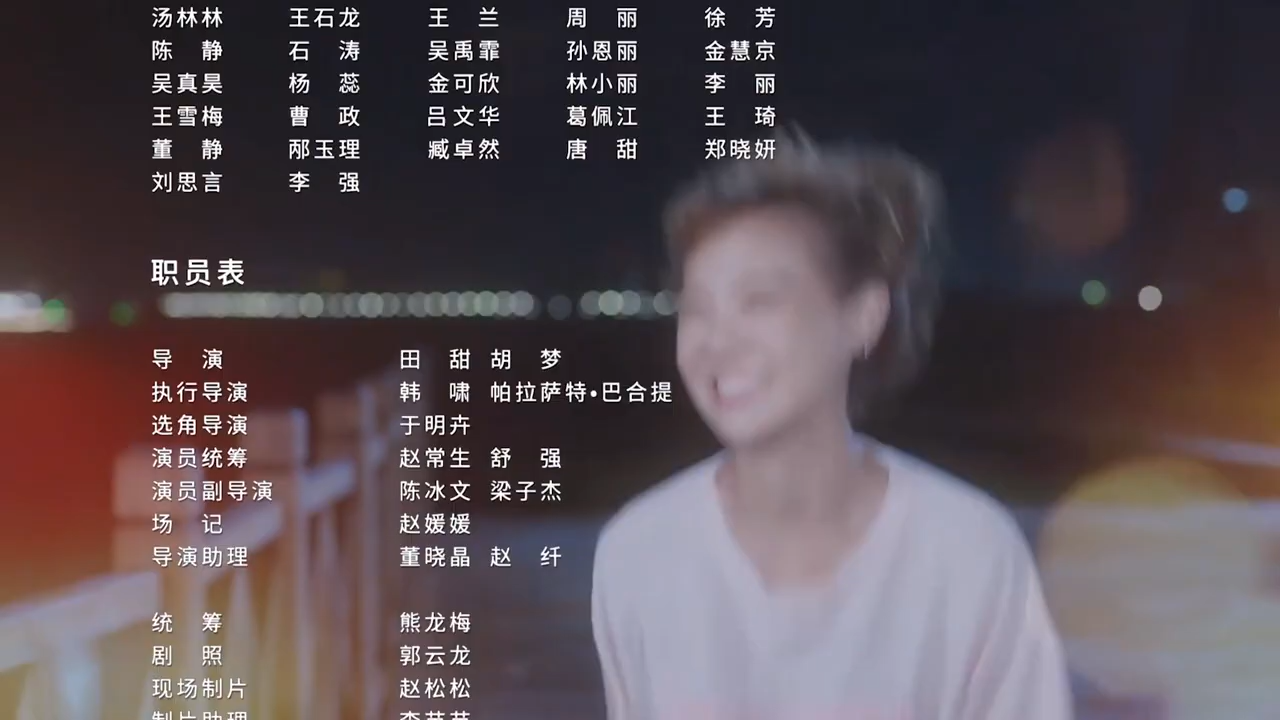 汤林林 王石龙 王 兰 周 丽 徐 芳
陈 静 石 涛 吴禹霏 孙恩丽 金慧京
吴真昊 杨 蕊 金可欣 林小丽 李 丽
王雪梅 曹 政 吕文华 葛佩江 王 琦
董 静 邴玉理 臧卓然 唐 甜 郑晓妍
刘思言 李 强
职员表
导 演 田 甜 胡 梦
执行导演 韩 啸 帕拉萨特•巴合提
选角导演 于明卉
演员统筹 赵常生 舒 强
演员副导演 陈冰文 梁子杰
场 记 赵媛媛
导演助理 董晓晶 赵 纤
统 筹 熊龙梅
剧 照 郭云龙
现场制片 赵松松
制片助理